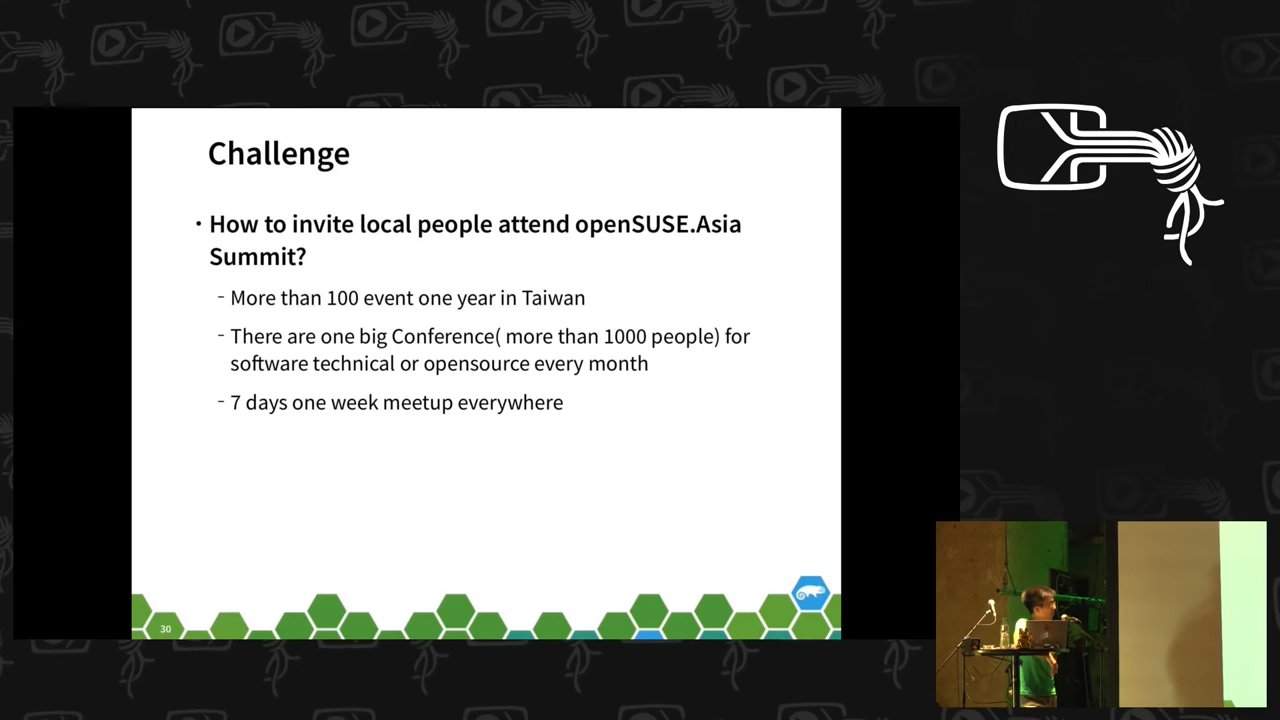 Challenge
· How to invite local people attend openSUSE.Asia
Summit?
- More than 100 event one year in Taiwan
- There are one big Conference( more than 1000 people) for
software technical or opensource every month
- 7 days one week meetup everywhere
30